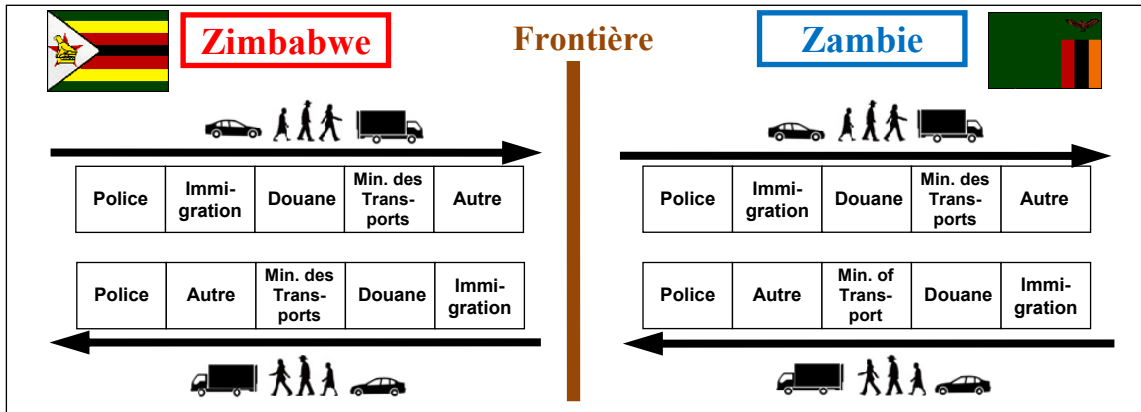 Zimbabwe
Frontière
Zambie
Police
Immi-
gration
Douane
Min. des
Trans-
ports
Autre
Police
Immi-
gration
Douane
Min. des
Trans-
ports
Autre
Police
Autre
Min. des
Trans-
ports
Douane
Immi-
gration
Police
Autre
Min. of
Trans-
port
Douane
Immi-
gration